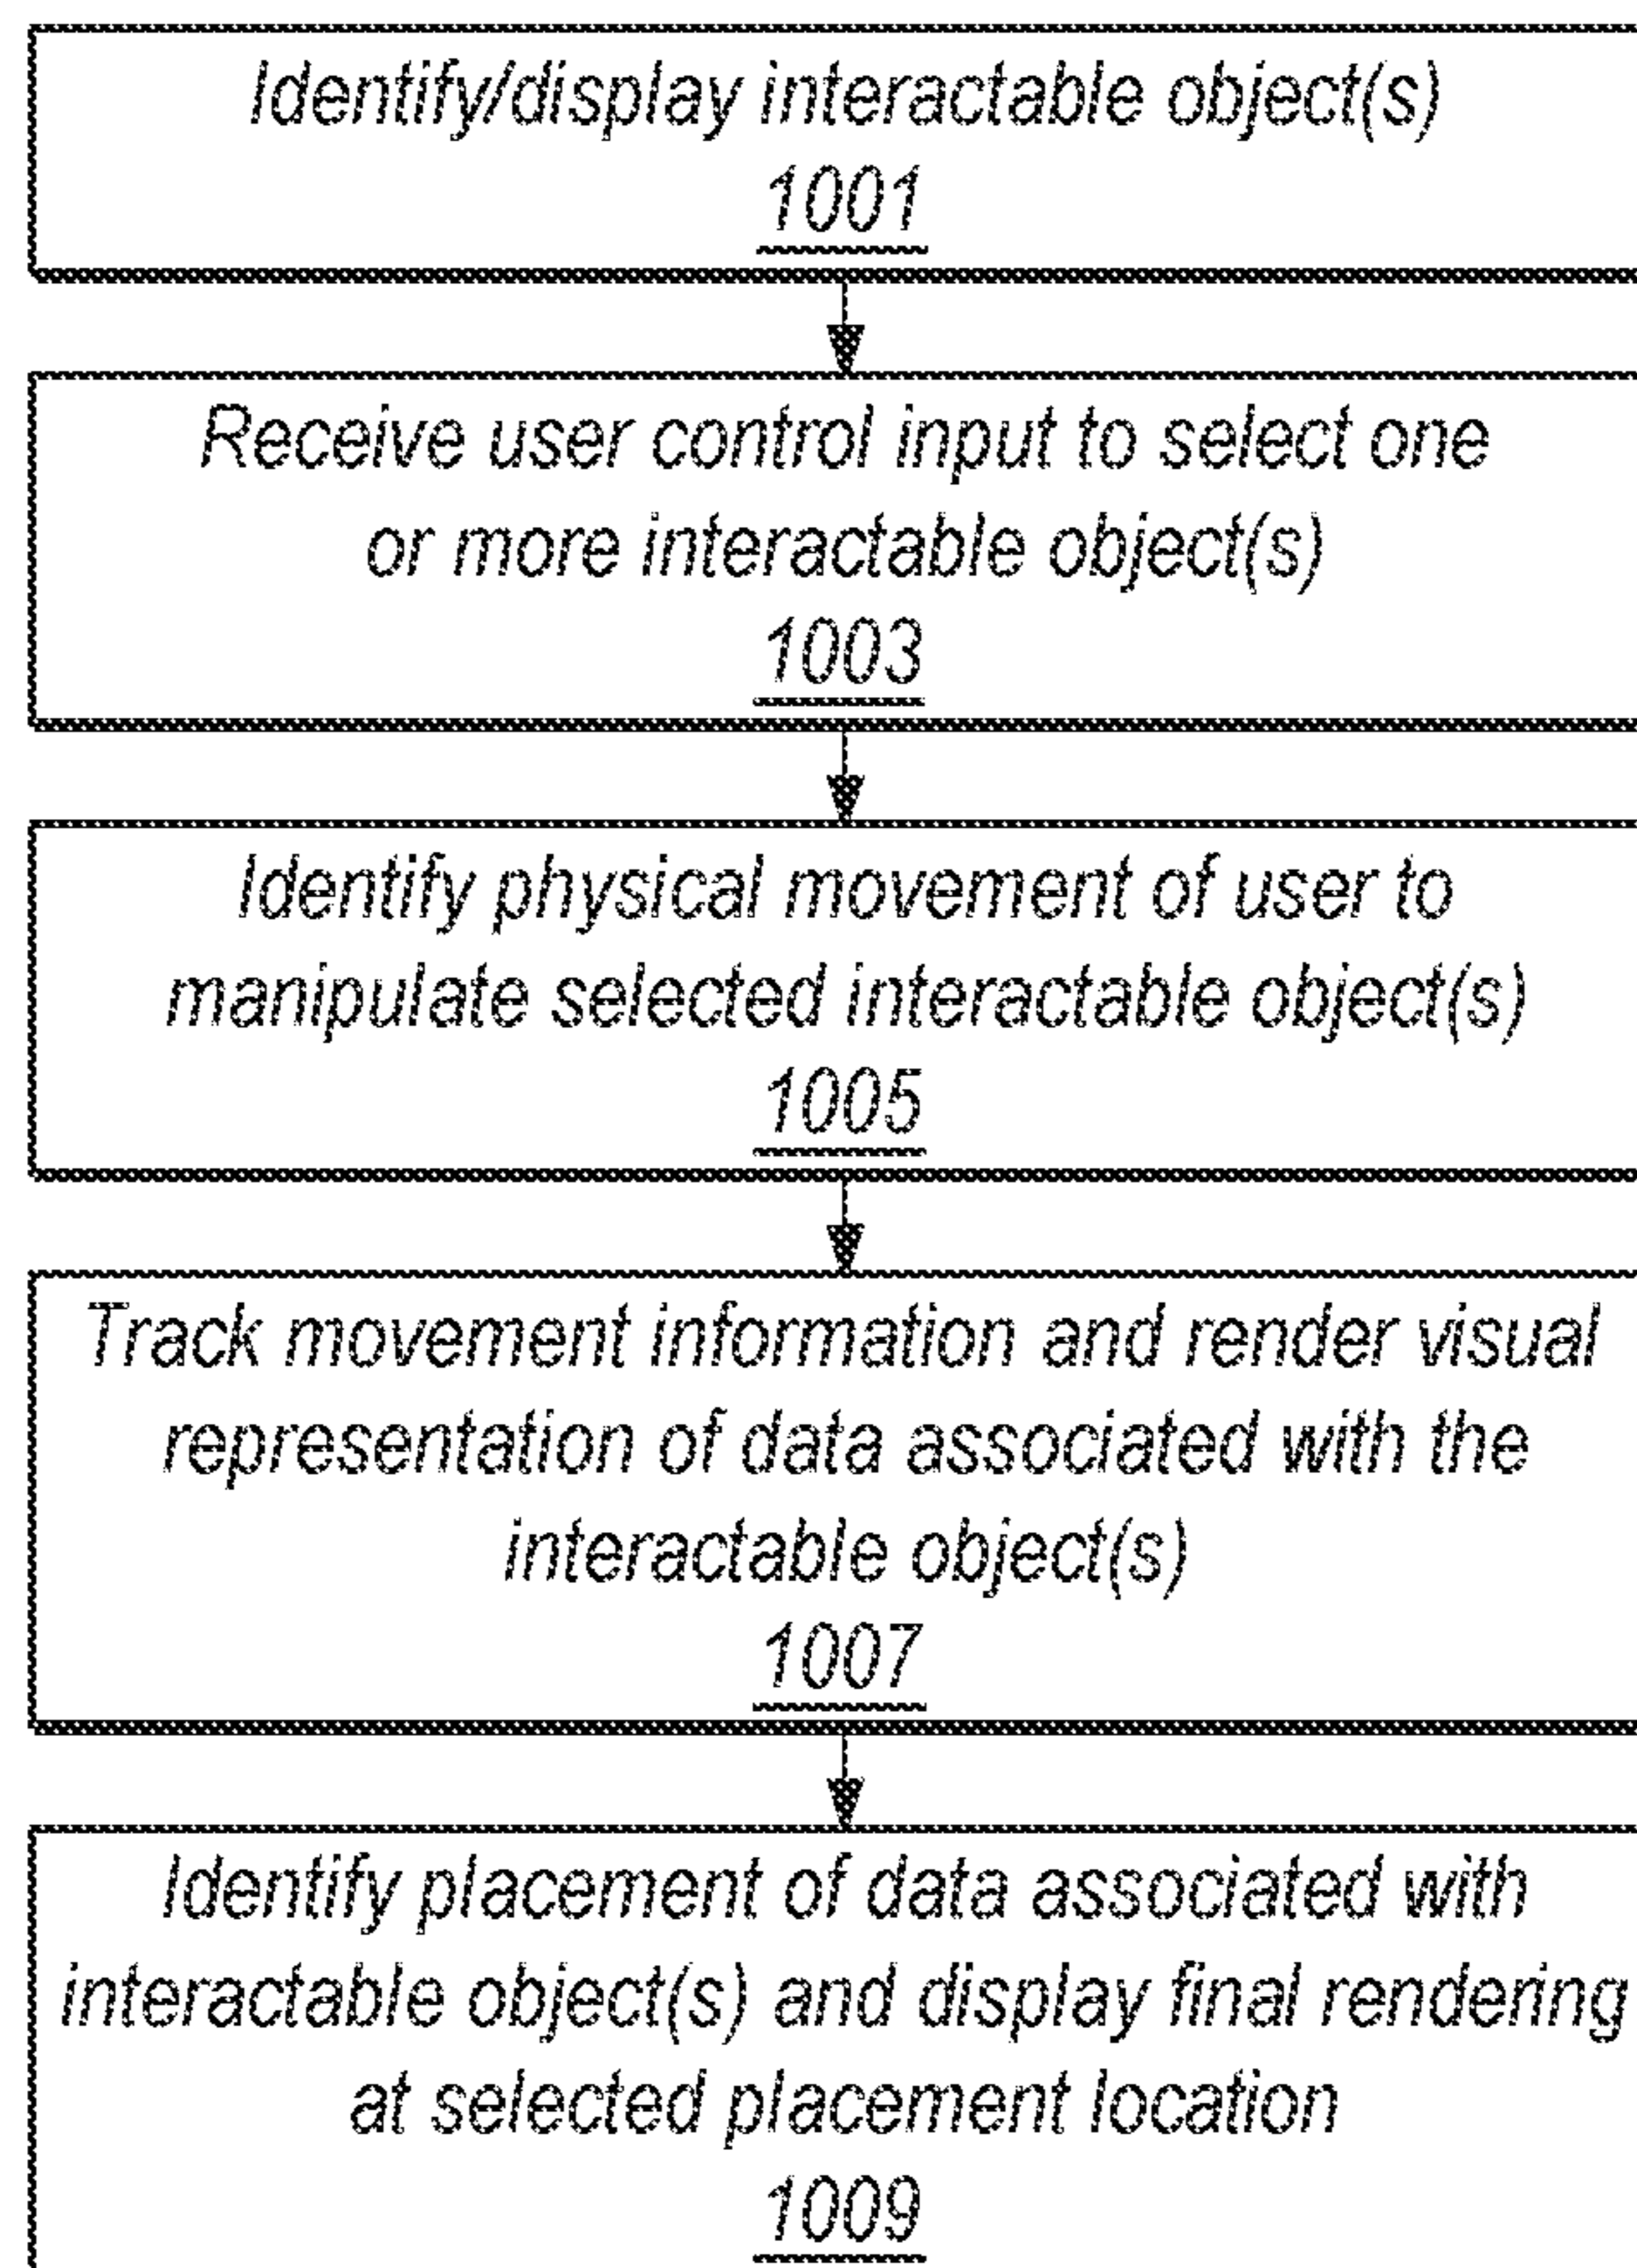 Identify/display interactable object(s)
1001
Receive user control input to select one
or more interactable object(s)
1003
Identify physical movement of user to
manipulate selected interactable object(s)
1005
Track movement information and render visual
representation of data associated with the
interactable object(s)
1007
Identify placement of data associated with
interactable object(s) and display final rendering
at selected placement location
1009